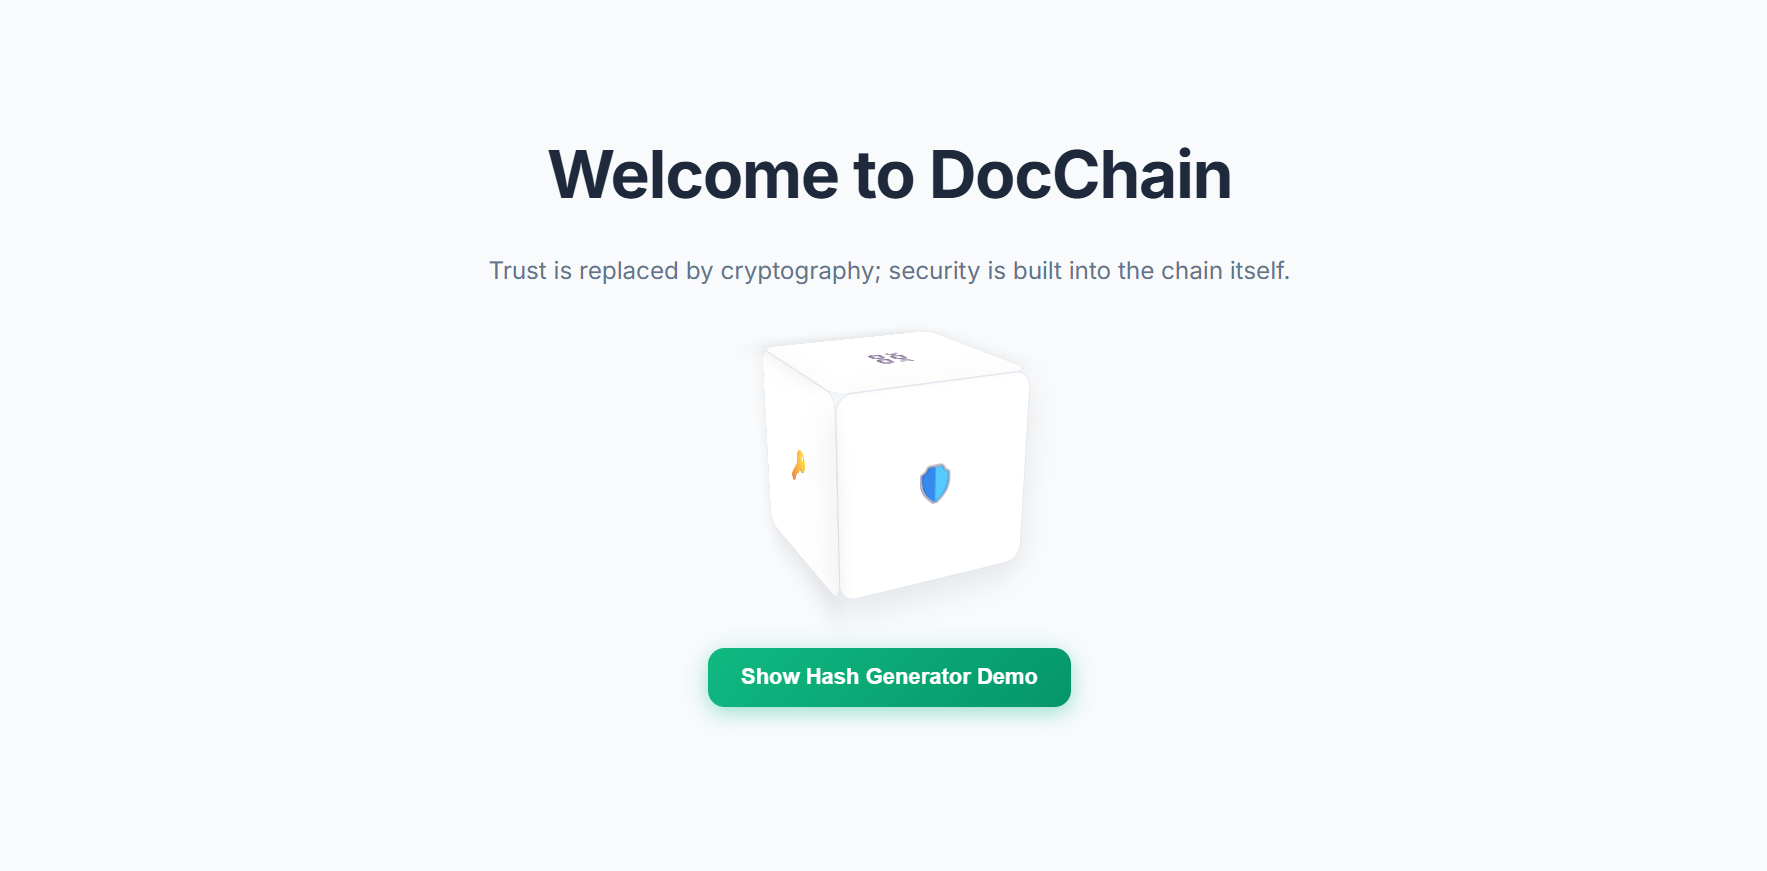 Welcome to DocChain
Trust is replaced by cryptography; security is built into the chain itself.
Show Hash Generator Demo